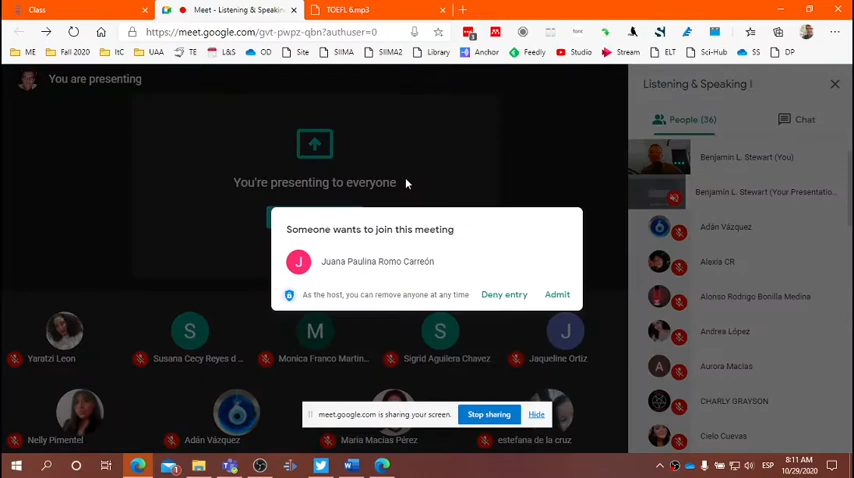 Class
Meet - Listening & Speaking I
TOEFL 6.mp3
https://meet.google.com/gvt-pwpz-qbn?authuser=0
ME
Fall 2020
ItC
UAA
TE
L&S
OD
Site
SIIMA
SIIMA2
Library
Anchor
Feedly
Studio
Stream
ELT
Sci-Hub
SS
DP
You are presenting
Listening & Speaking I
People (36)
Chat
You're presenting to everyone
Benjamin L. Stewart (You)
Benjamin L. Stewart (Your Presentatio...
Adán Vázquez
Alexia CR
Alonso Rodrigo Bonilla Medina
Andrea López
A
Aurora Macias
CHARLY GRAYSON
Cielo Cuevas
Someone wants to join this meeting
J
Juana Paulina Romo Carreón
As the host, you can remove anyone at any time
Deny entry
Admit
S
M
S
J
Yaratzi Leon
Susana Cecy Reyes d...
Monica Franco Martin...
Sigrid Aguilera Chavez
Jaqueline Ortiz
meet.google.com is sharing your screen.
Stop sharing
Hide
Nelly Pimentel
Adán Vázquez
Maria Macias Pérez
estefana de la cruz
ESP
8:11 AM
10/29/2020